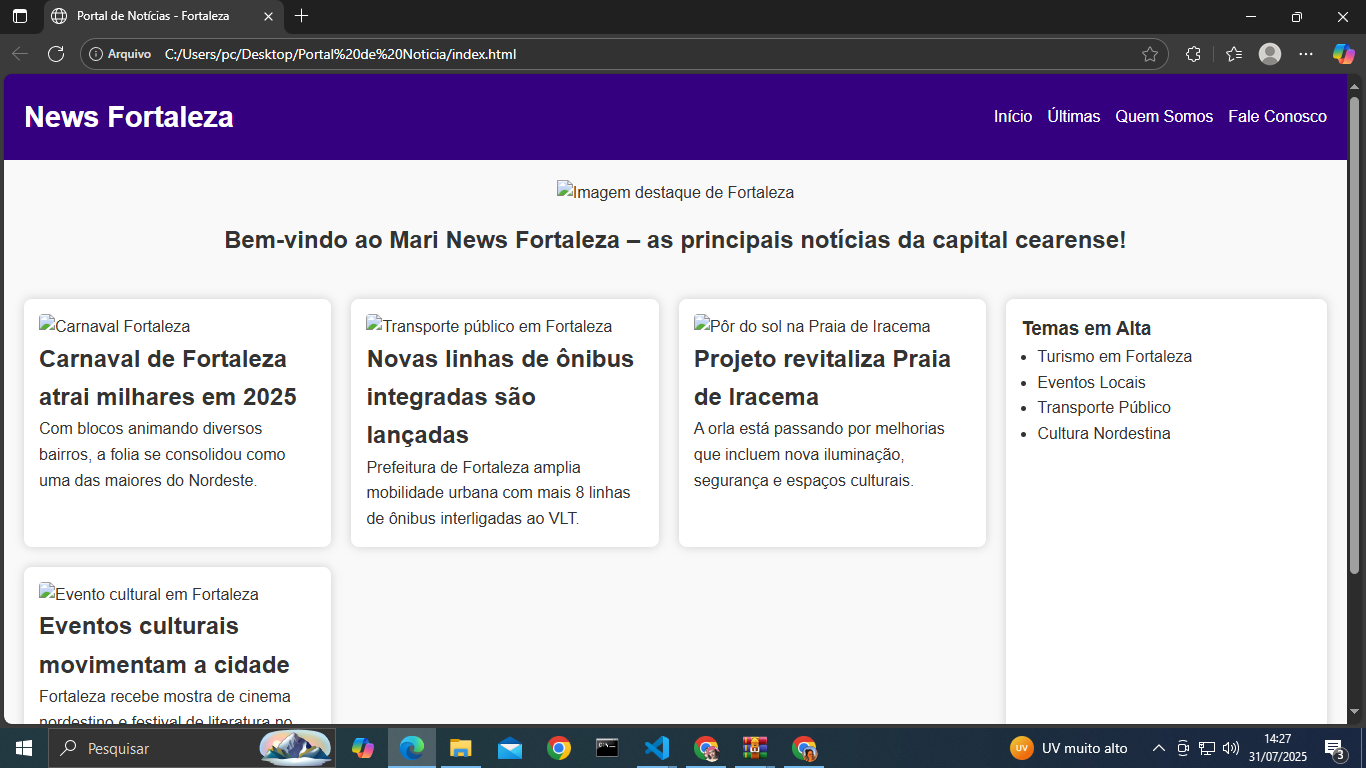 Portal de Notícias - Fortaleza
Arquivo C:/Users/pc/Desktop/Portal%20de%20Noticia/index.html
News Fortaleza
Início Últimas Quem Somos Fale Conosco
Imagem destaque de Fortaleza
Bem-vindo ao Mari News Fortaleza – as principais notícias da capital cearense!
Carnaval Fortaleza
Carnaval de Fortaleza
atrai milhares em 2025
Com blocos animando diversos
bairros, a folia se consolidou como
uma das maiores do Nordeste.
Transporte público em Fortaleza
Novas linhas de ônibus
integradas são
lançadas
Prefeitura de Fortaleza amplia
mobilidade urbana com mais 8 linhas
de ônibus interligadas ao VLT.
Pôr do sol na Praia de Iracema
Projeto revitaliza Praia
de Iracema
A orla está passando por melhorias
que incluem nova iluminação,
segurança e espaços culturais.
Temas em Alta
Turismo em Fortaleza
Eventos Locais
Transporte Público
Cultura Nordestina
Evento cultural em Fortaleza
Eventos culturais
movimentam a cidade
Fortaleza recebe mostra de cinema
nordestino e festival de literatura no
Pesquisar
UV
UV muito alto
14:27
31/07/2025
3